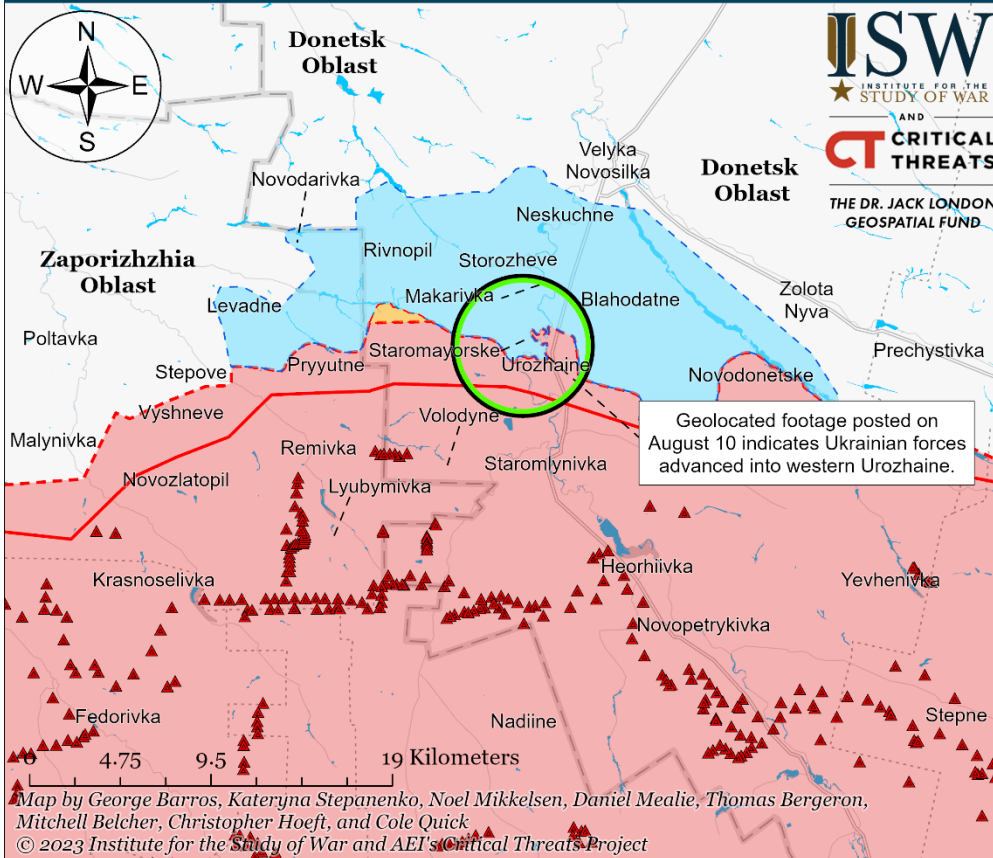 N
W
E
S
Donetsk
Oblast
ISW
INSTITUTE FOR THE
STUDY OF WAR
AND
CT CRITICAL
THREATS
THE DR. JACK LONDON
GEOSPATIAL FUND
Velyka
Novosilka
Donetsk
Oblast
Novodarivka
Neskuchne
Zaporizhzhia
Oblast
Rivnopil
Storozheve
Levadne
Makarivka
Blahodatne
Zolota
Nyva
Poltavka
Staromayorske
Prechystivka
Stepove
Pryyutne
Urozhaine
Novodonetske
Vyshneve
Volodyne
Geolocated footage posted on
August 10 indicates Ukrainian forces
advanced into western Urozhaine.
Malynivka
Remivka
Staromlynivka
Novozlatopil
Lyubymivka
Krasnoselivka
Heorhiivka
Yevhenivka
Novopetrykivka
Fedorivka
Nadiine
Stepne
0 4.75 9.5 19 Kilometers
Map by George Barros, Kateryna Stepanenko, Noel Mikkelsen, Daniel Mealie, Thomas Bergeron,
Mitchell Belcher, Christopher Hoeft, and Cole Quick
© 2023 Institute for the Study of War and AEI's Critical Threats Project